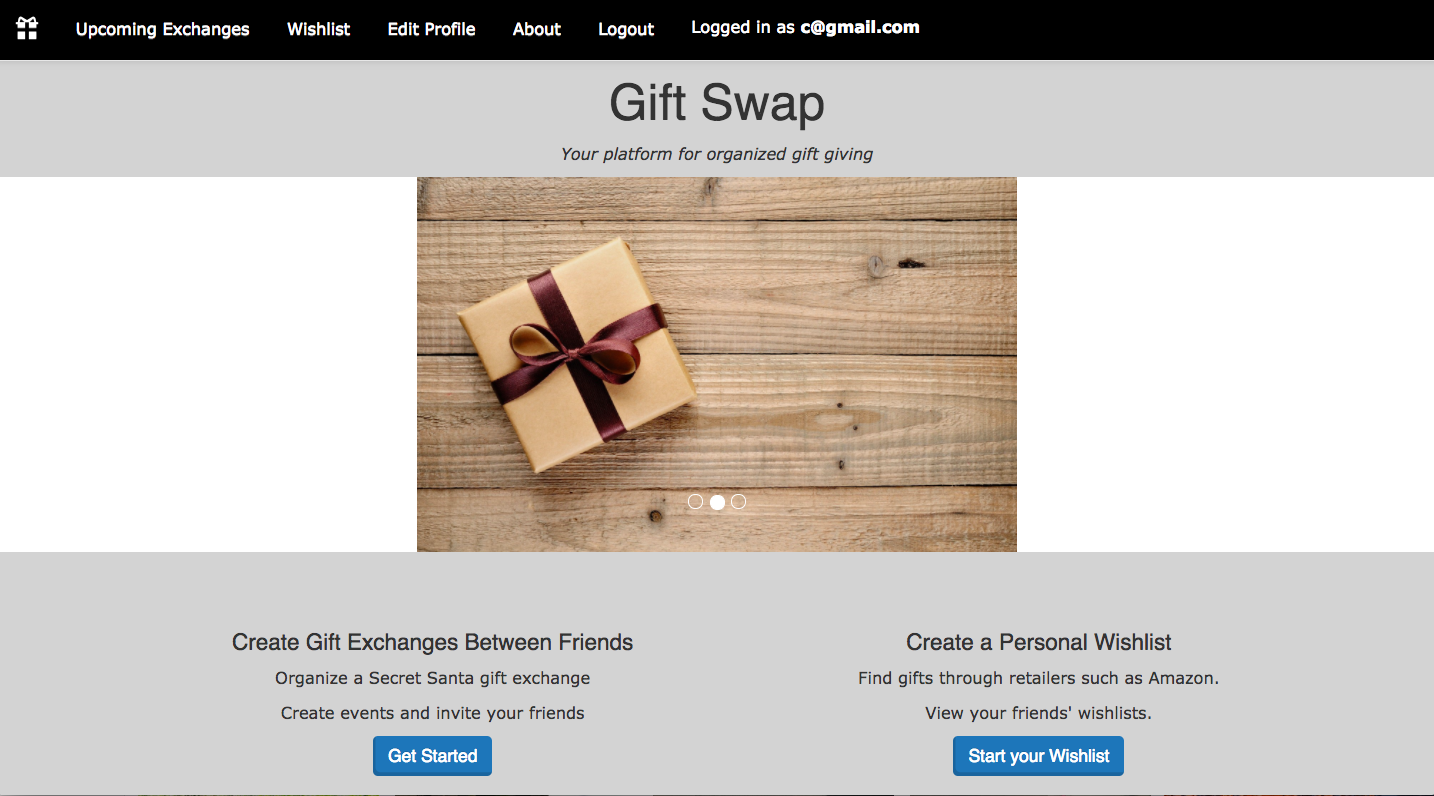 Upcoming Exchanges Wishlist Edit Profile About Logout Logged in as c@gmail.com
Gift Swap
Your platform for organized gift giving
Create Gift Exchanges Between Friends
Organize a Secret Santa gift exchange
Create events and invite your friends
Get Started
Create a Personal Wishlist
Find gifts through retailers such as Amazon.
View your friends' wishlists.
Start your Wishlist